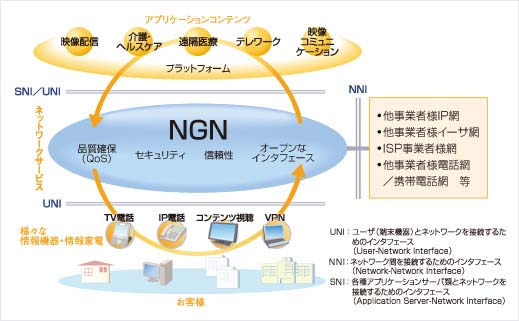 アプリケーションコンテンツ
映像配信
介護・
ヘルスケア
遠隔医療
テレワーク
映像
コミュニ
ケーション
プラットフォーム
SNI／UNI
NNI
ネットワークサービス
NGN
品質確保
(QoS)
セキュリティ
信頼性
オープンな
インタフェース
•他事業者様IP網
•他事業者様イーサ網
•ISP事業者様網
•他事業者様電話網
／携帯電話網 等
UNI
TV電話
IP電話
コンテンツ視聴
VPN
様々な
情報機器・情報家電
お客様
UNI：ユーザ（端末機器）とネットワークを接続するた
めのインタフェース
(User-Network Interface)
NNI：ネットワーク間を接続するためのインタフェース
(Network-Network Interface)
SNI：各種アプリケーションサーバ類とネットワークを
接続するためのインタフェース
(Application Server-Network Interface)